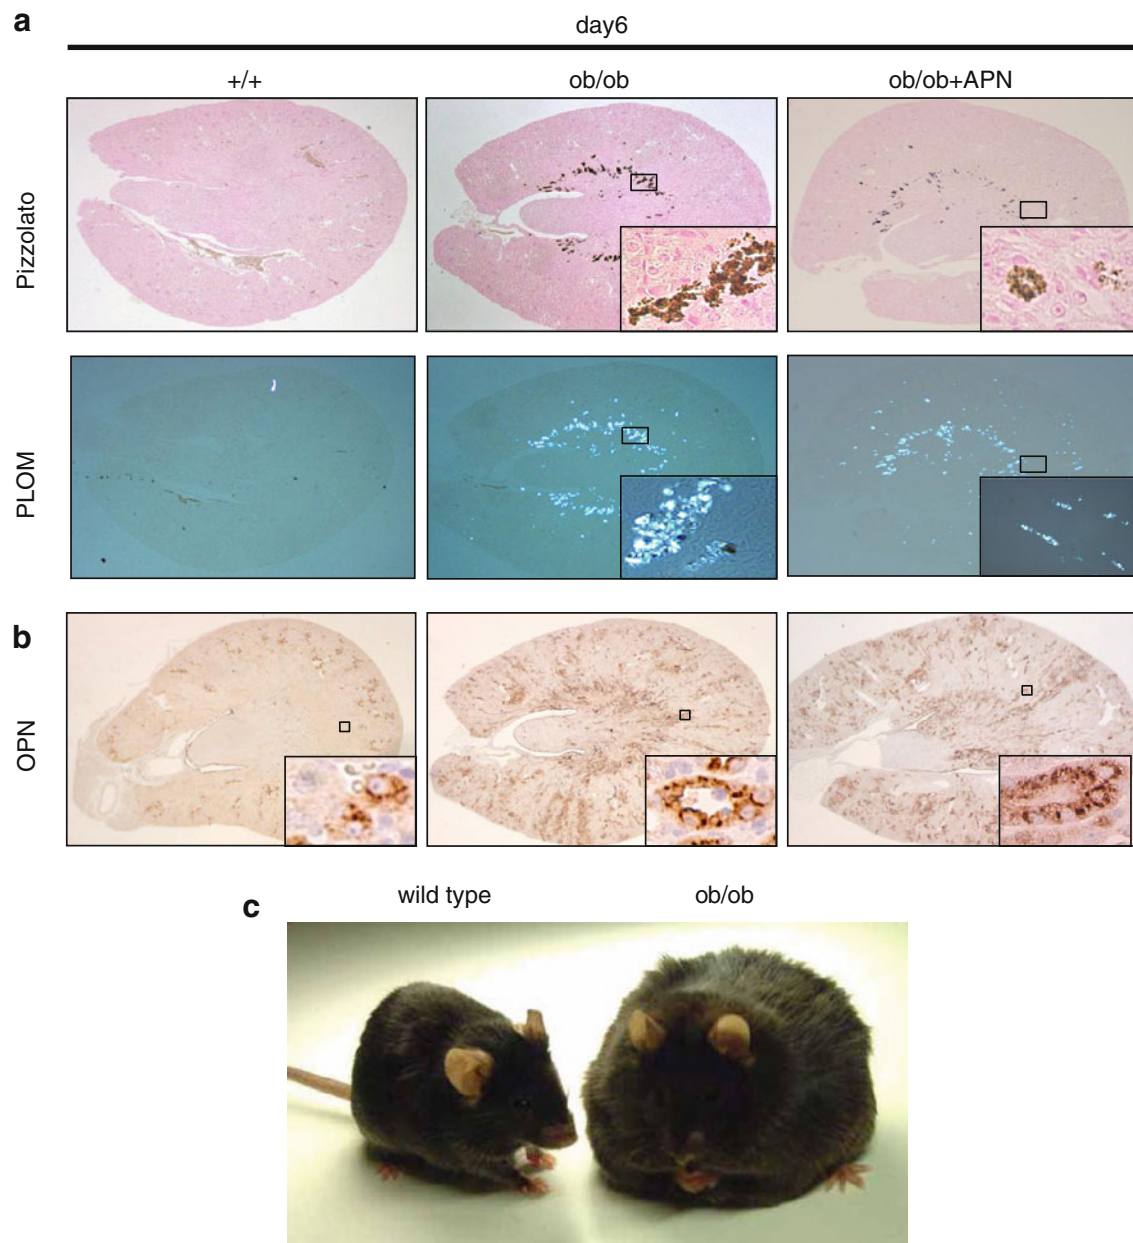 a
day6
+/+ ob/ob ob/ob+APN
Pizzolato
PLOM
b
OPN
c
wild type ob/ob